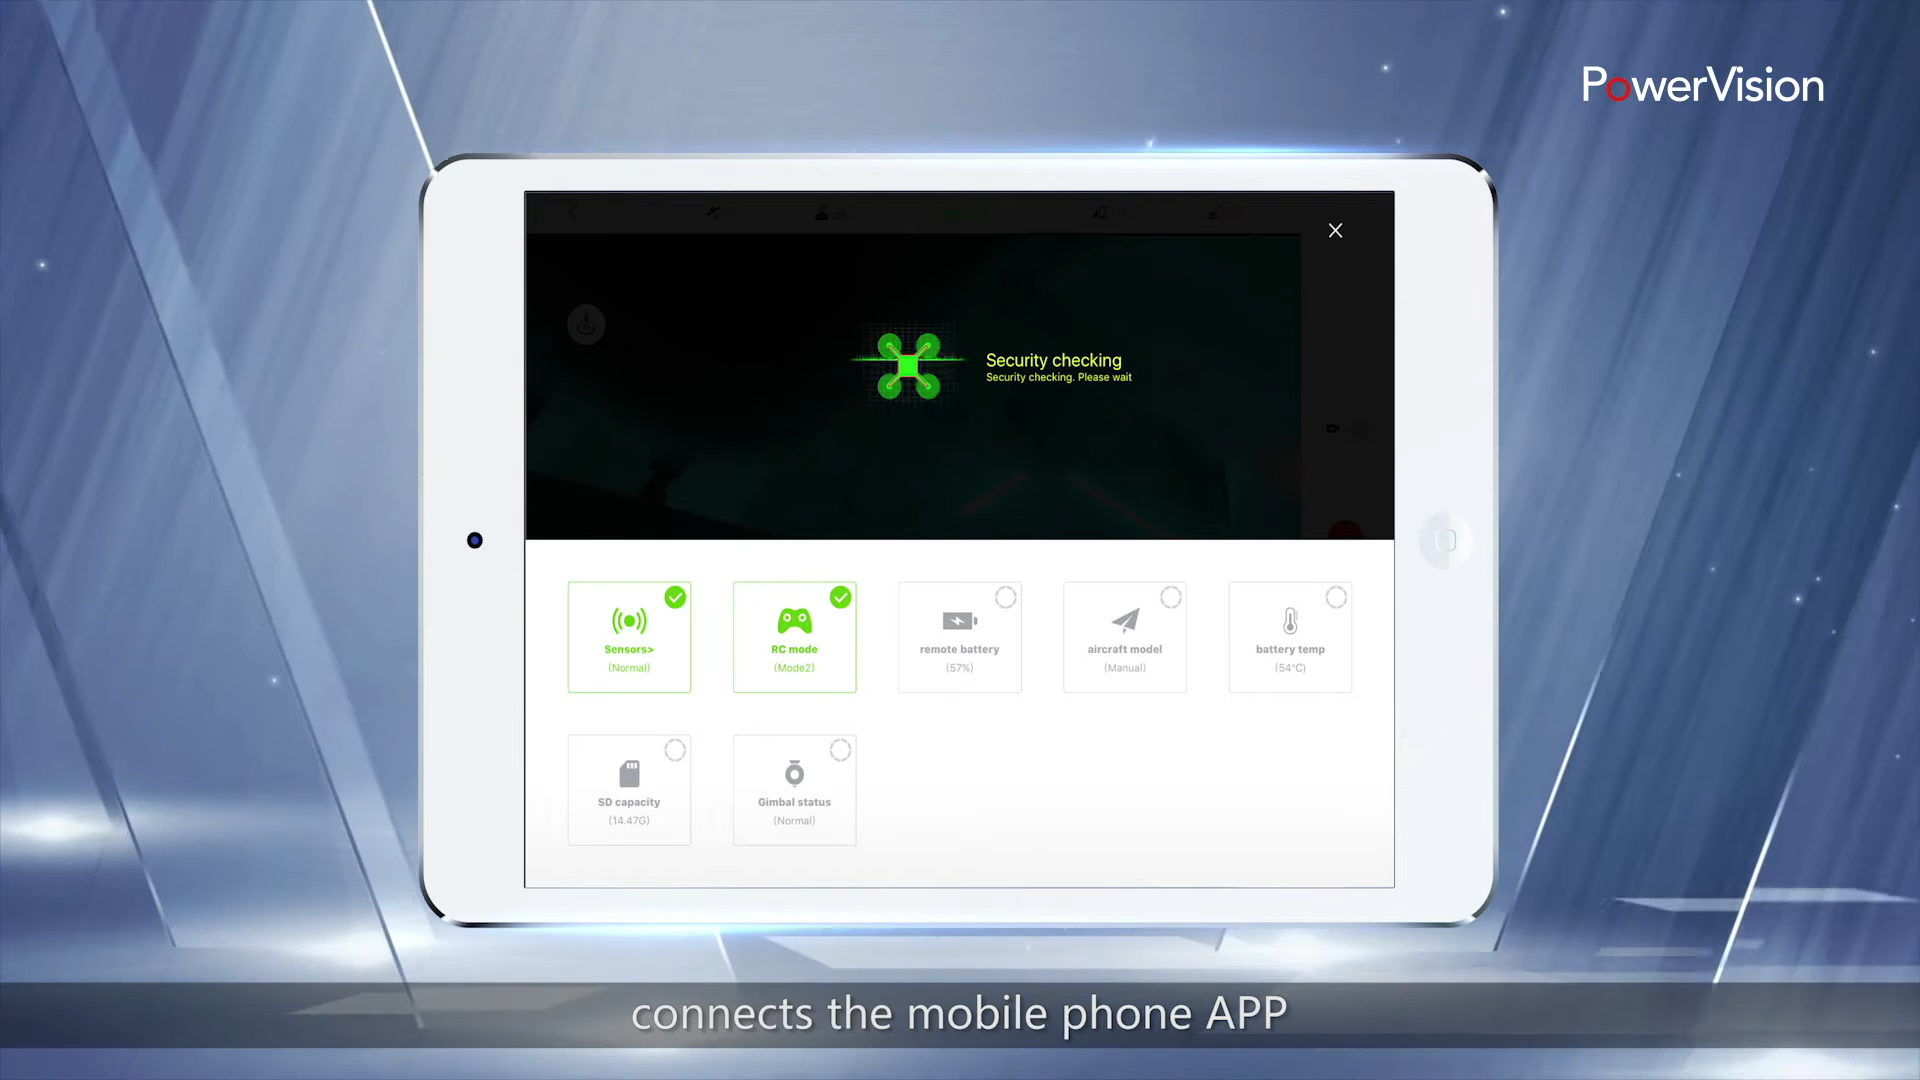 PowerVision
Security checking
Security checking. Please wait
Sensors>
(Normal)
RC mode
(Mode2)
remote battery
(57%)
aircraft model
(Manual)
battery temp
(54°C)
SD capacity
(14.47G)
Gimbal status
(Normal)
connects the mobile phone APP